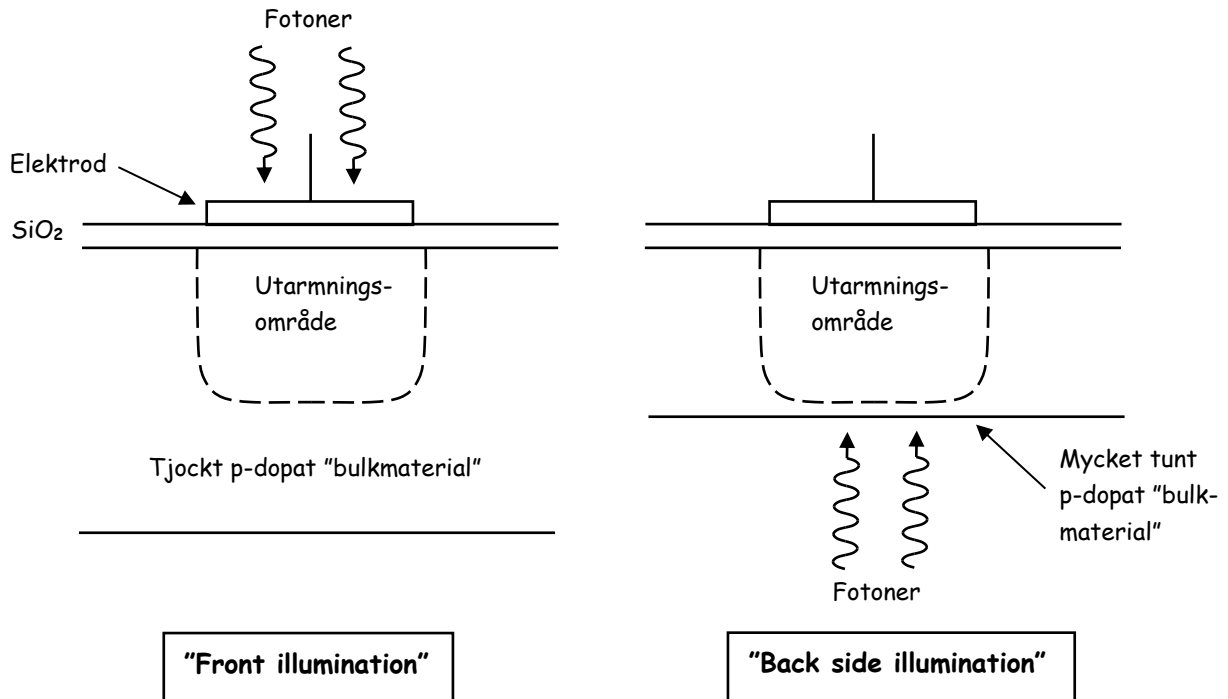 Fotoner
Elektrod
SiO₂
Utarmnings-
område
Tjockt p-dopat ”bulkmaterial”
”Front illumination”
Utarmnings-
område
Mycket tunt
p-dopat ”bulk-
material”
Fotoner
”Back side illumination”